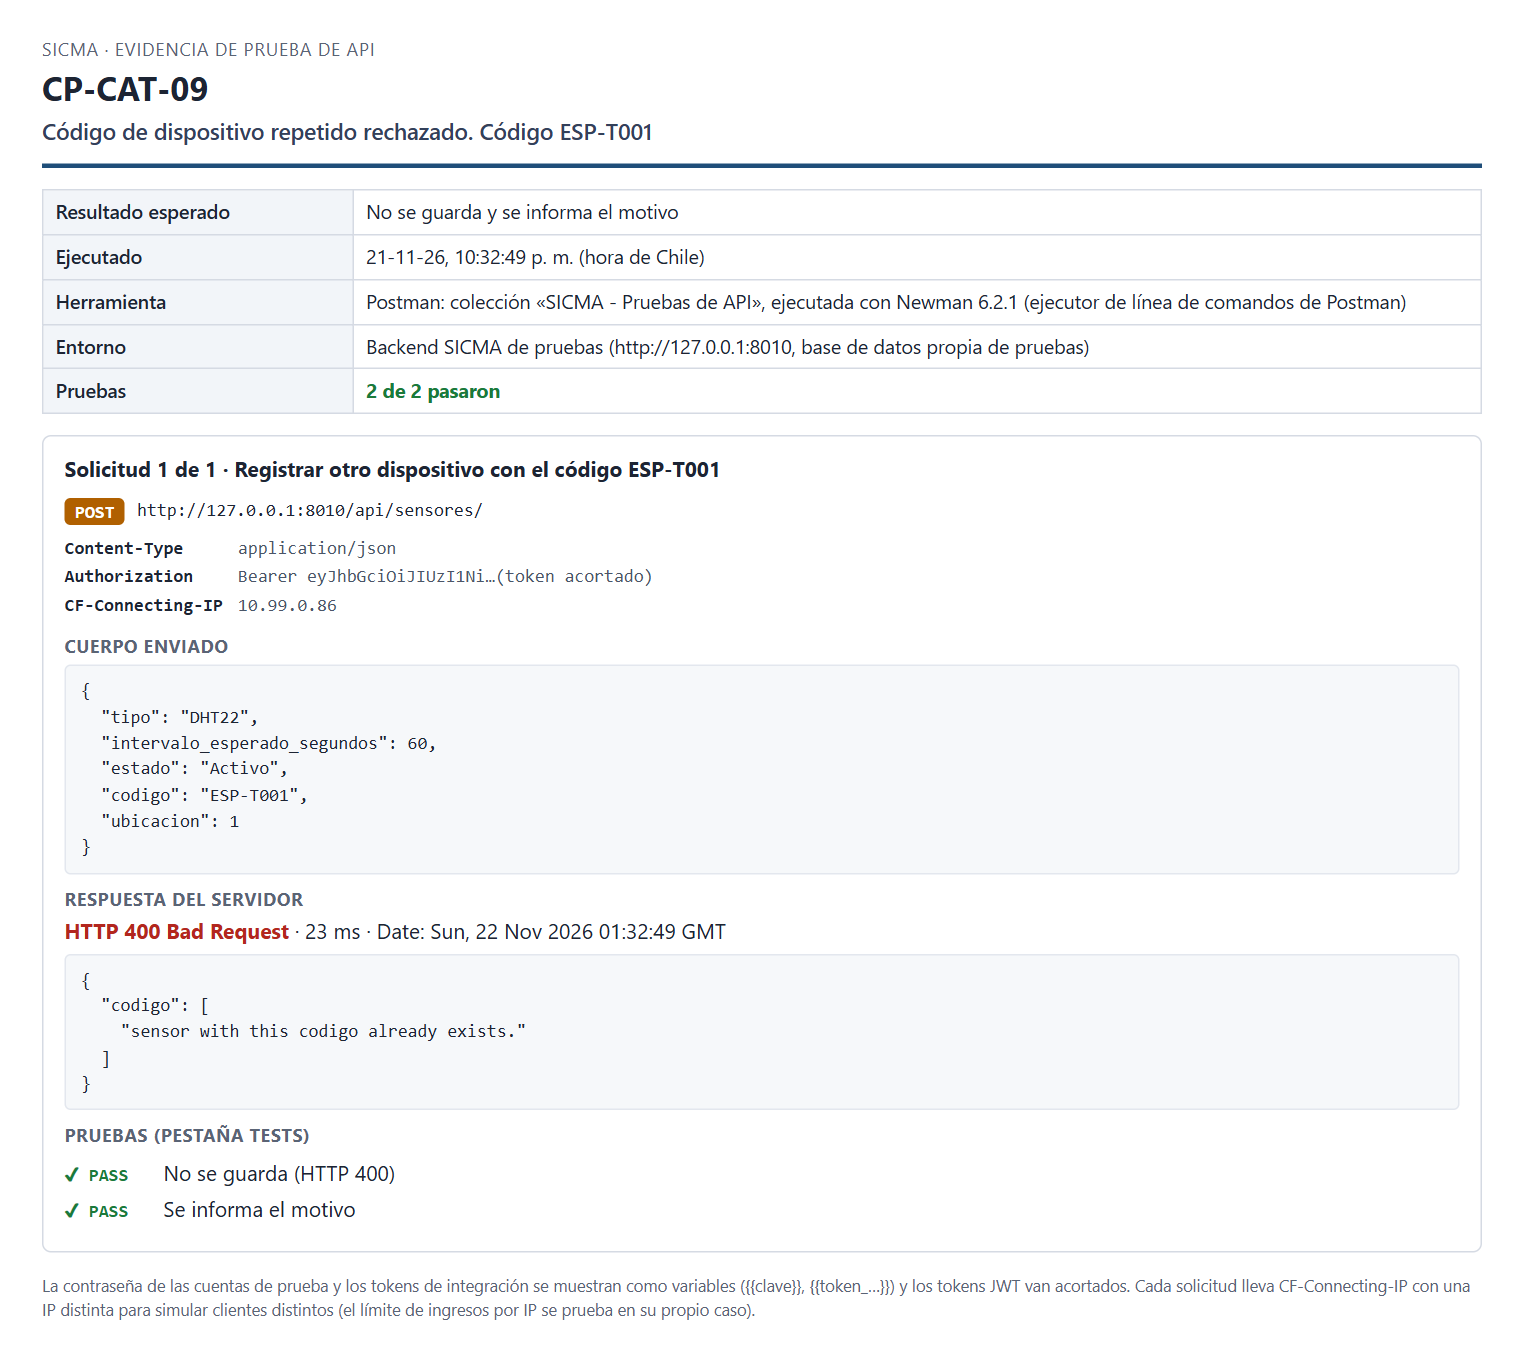 SICMA · EVIDENCIA DE PRUEBA DE API
CP-CAT-09
Código de dispositivo repetido rechazado. Código ESP-T001
Resultado esperado No se guarda y se informa el motivo
Ejecutado 21-11-26, 10:32:49 p. m. (hora de Chile)
Herramienta Postman: colección «SICMA - Pruebas de API», ejecutada con Newman 6.2.1 (ejecutor de línea de comandos de Postman)
Entorno Backend SICMA de pruebas (http://127.0.0.1:8010, base de datos propia de pruebas)
Pruebas 2 de 2 pasaron
Solicitud 1 de 1 · Registrar otro dispositivo con el código ESP-T001
POST http://127.0.0.1:8010/api/sensores/
Content-Type application/json
Authorization Bearer eyJhbGciOiJIUzI1Ni…(token acortado)
CF-Connecting-IP 10.99.0.86
CUERPO ENVIADO
{
  "tipo": "DHT22",
  "intervalo_esperado_segundos": 60,
  "estado": "Activo",
  "codigo": "ESP-T001",
  "ubicacion": 1
}
RESPUESTA DEL SERVIDOR
HTTP 400 Bad Request · 23 ms · Date: Sun, 22 Nov 2026 01:32:49 GMT
{
  "codigo": [
    "sensor with this codigo already exists."
  ]
}
PRUEBAS (PESTAÑA TESTS)
✔ PASS No se guarda (HTTP 400)
✔ PASS Se informa el motivo
La contraseña de las cuentas de prueba y los tokens de integración se muestran como variables ({{clave}}, {{token_...}}) y los tokens JWT van acortados. Cada solicitud lleva CF-Connecting-IP con una
IP distinta para simular clientes distintos (el límite de ingresos por IP se prueba en su propio caso).